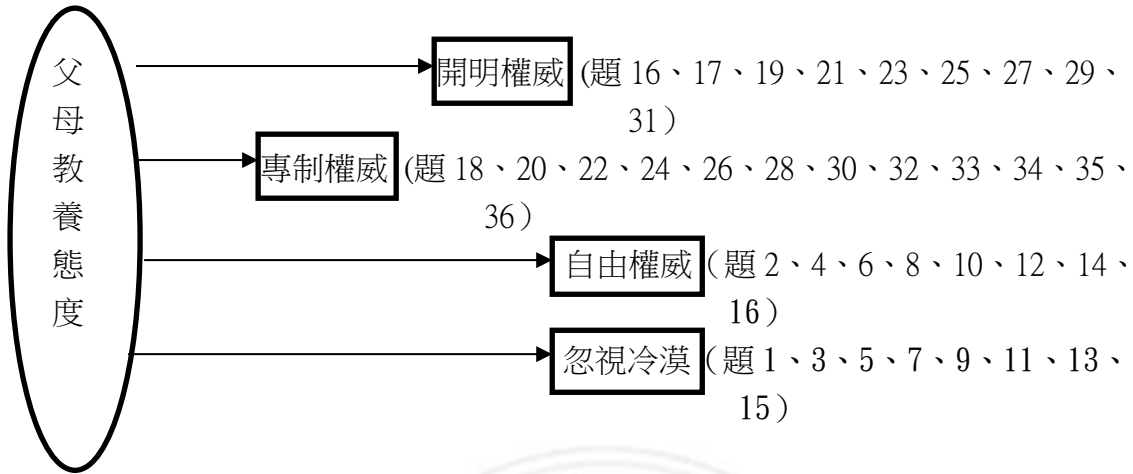 父母教養態度
開明權威 (題 16、17、19、21、23、25、27、29、
31)
專制權威 (題 18、20、22、24、26、28、30、32、33、34、35、
36)
自由權威（題 2、4、6、8、10、12、14、
16）
忽視冷漠（題 1、3、5、7、9、11、13、
15）